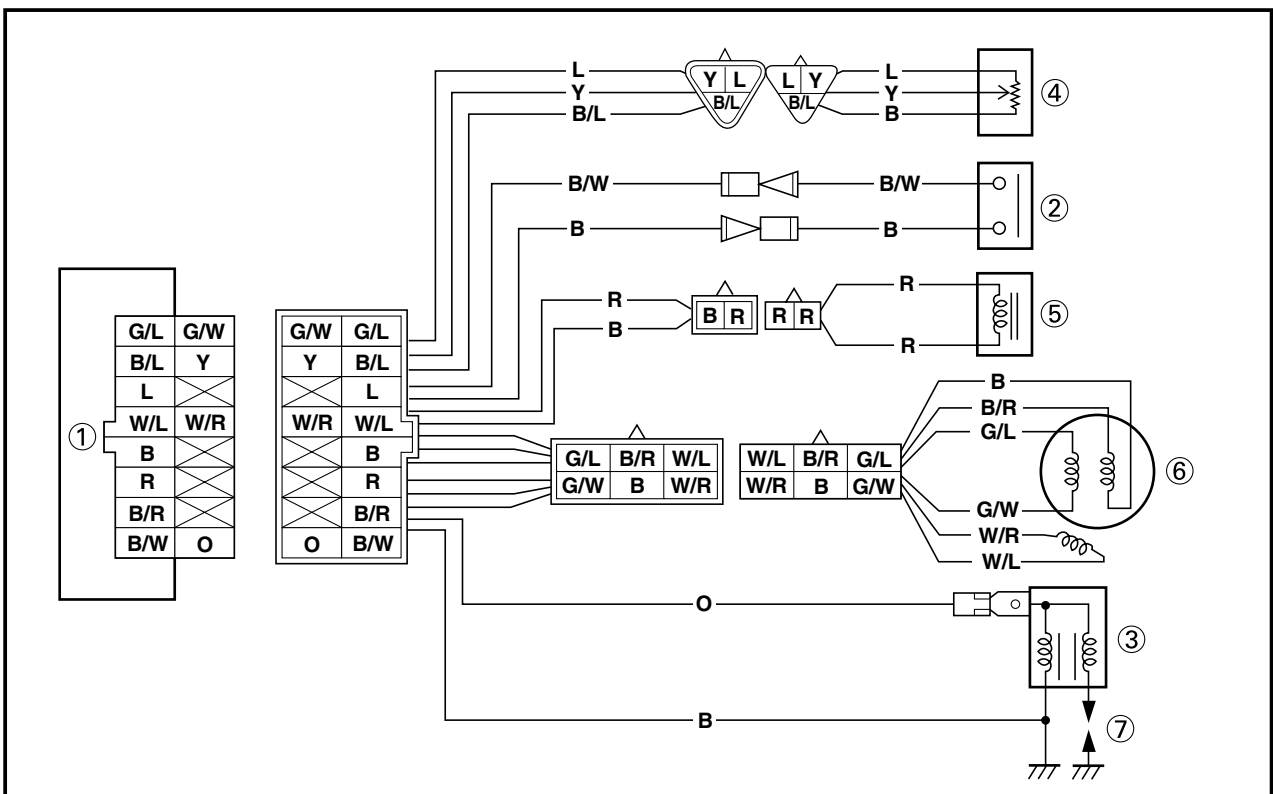 L
Y L L Y L
Y Y ④
B/L B/L B/L B
B/W B/W ②
B B
R R
B R R R ⑤
B
R
B
B/R
G/L
G/L G/W G/W G/L
B/L Y Y B/L
L L
W/L W/R W/R W/L
① B B
R R
B/R B/R
B/W O O B/W
G/L B/R W/L W/L B/R G/L
G/W B W/R W/R B G/W ⑥
G/W
W/R
W/L
O
③
B
⑦